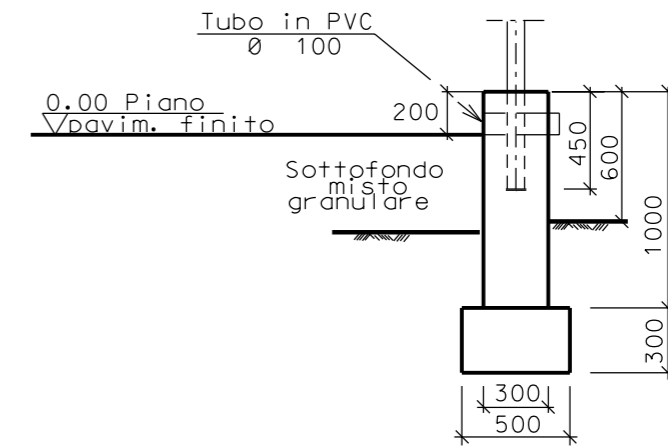 Tubo in PVC
Ø 100
0.00 Piano
pavim. finito
200
Sottofondo
misto
granulare
450
600
1000
300
300
500